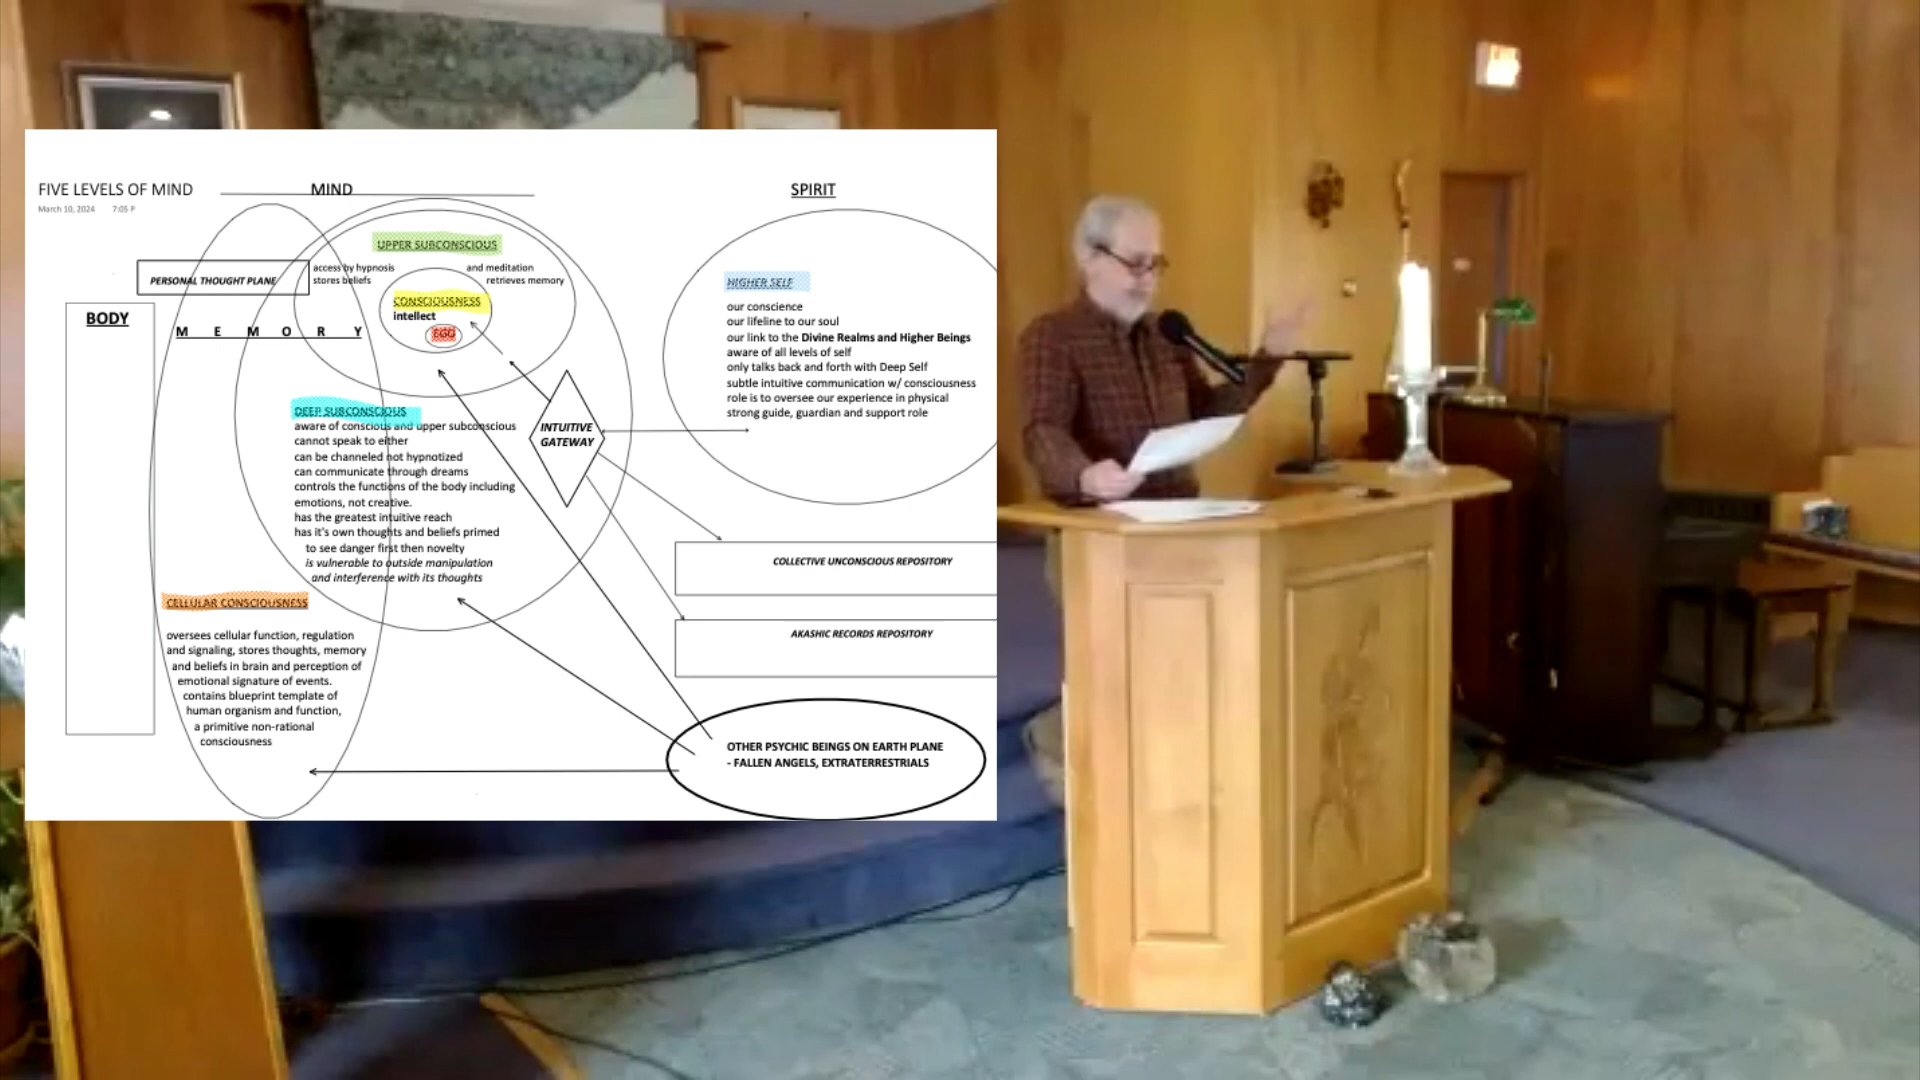 FIVE LEVELS OF MIND
March 10, 2024 7:05 P
MIND
SPIRIT
UPPER SUBCONSCIOUS
access by hypnosis and meditation
stores beliefs retrieves memory
PERSONAL THOUGHT PLANE
CONSCIOUSNESS
intellect
EGO
BODY
M E M O R Y
HIGHER SELF
our conscience
our lifeline to our soul
our link to the Divine Realms and Higher Beings
aware of all levels of self
only talks back and forth with Deep Self
subtle intuitive communication w/ consciousness
role is to oversee our experience in physical
strong guide, guardian and support role
DEEP SUBCONSCIOUS
aware of conscious and upper subconscious
cannot speak to either
can be channeled not hypnotized
can communicate through dreams
controls the functions of the body including
emotions, not creative.
has the greatest intuitive reach
has it's own thoughts and beliefs primed
to see danger first then novelty
is vulnerable to outside manipulation
and interference with its thoughts
INTUITIVE
GATEWAY
COLLECTIVE UNCONSCIOUS REPOSITORY
AKASHIC RECORDS REPOSITORY
CELLULAR CONSCIOUSNESS
oversees cellular function, regulation
and signaling, stores thoughts, memory
and beliefs in brain and perception of
emotional signature of events.
contains blueprint template of
human organism and function,
a primitive non-rational
consciousness
OTHER PSYCHIC BEINGS ON EARTH PLANE
- FALLEN ANGELS, EXTRATERRESTRIALS